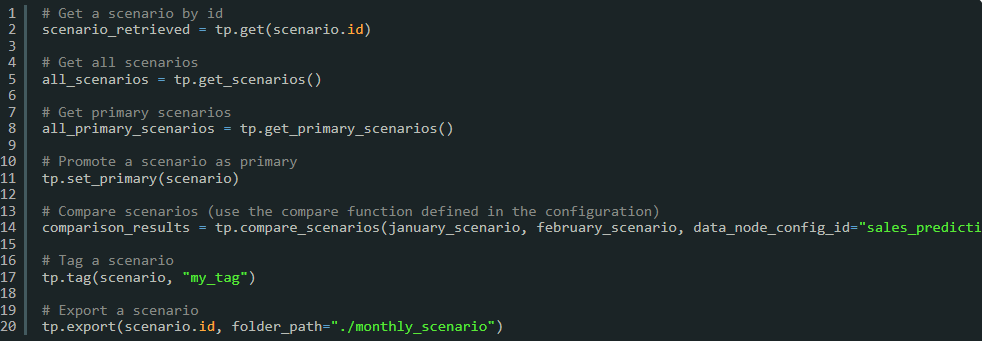 1 # Get a scenario by id
2 scenario_retrieved = tp.get(scenario.id)
3
4 # Get all scenarios
5 all_scenarios = tp.get_scenarios()
6
7 # Get primary scenarios
8 all_primary_scenarios = tp.get_primary_scenarios()
9
10 # Promote a scenario as primary
11 tp.set_primary(scenario)
12
13 # Compare scenarios (use the compare function defined in the configuration)
14 comparison_results = tp.compare_scenarios(january_scenario, february_scenario, data_node_config_id="sales_predicti
15
16 # Tag a scenario
17 tp.tag(scenario, "my_tag")
18
19 # Export a scenario
20 tp.export(scenario.id, folder_path="./monthly_scenario")